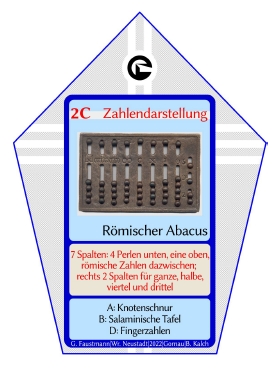 2C Zahlendarstellung
Römischer Abacus
7 Spalten: 4 Perlen unten, eine oben,
römische Zahlen dazwischen;
rechts 2 Spalten für ganze, halbe,
viertel und drittel
A: Knotenschnur
B: Salaminische Tafel
D: Fingerzahlen
G. Faustmann|Wr. Neustadt|2022|Gornau|B. Kalch